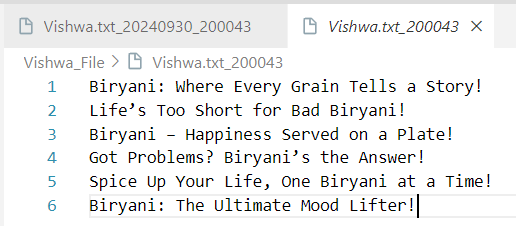 Vishwa.txt_20240930_200043 Vishwa.txt_200043 ×
Vishwa_File > Vishwa.txt_200043
1 Biryani: Where Every Grain Tells a Story!
2 Life’s Too Short for Bad Biryani!
3 Biryani – Happiness Served on a Plate!
4 Got Problems? Biryani’s the Answer!
5 Spice Up Your Life, One Biryani at a Time!
6 Biryani: The Ultimate Mood Lifter!